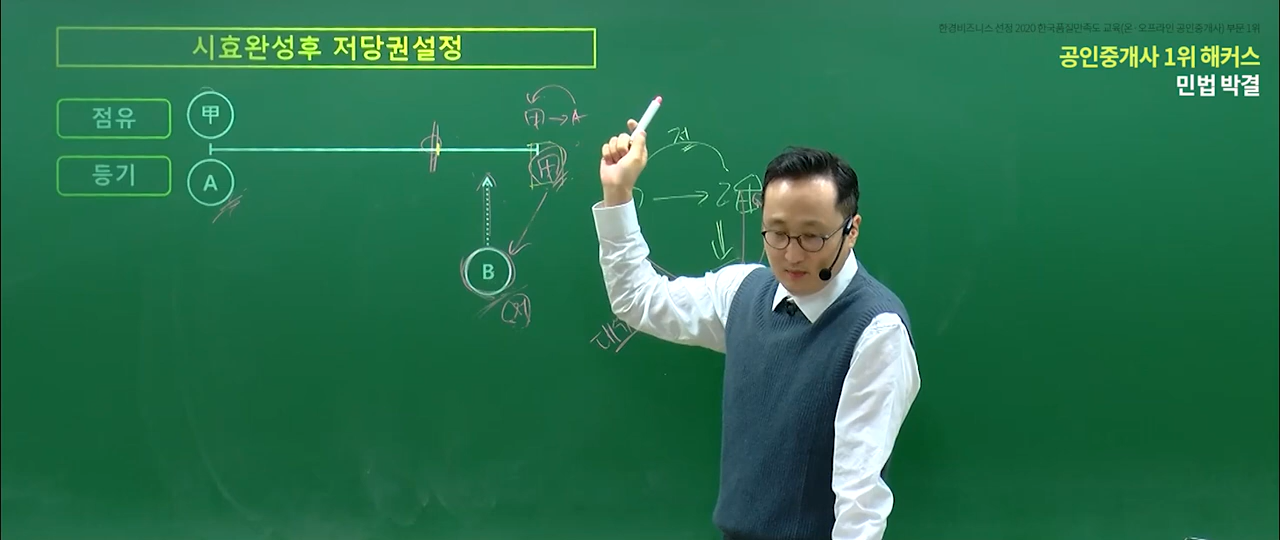 시효완성후 저당권설정
한경비즈니스 선정 2020 한국품질만족도 교육(온·오프라인 공인중개사) 부문 1위
공인중개사 1위 해커스
민법 박결
점유
甲
등기
A
甲 → A
甲
저
→ 乙
B
(저)